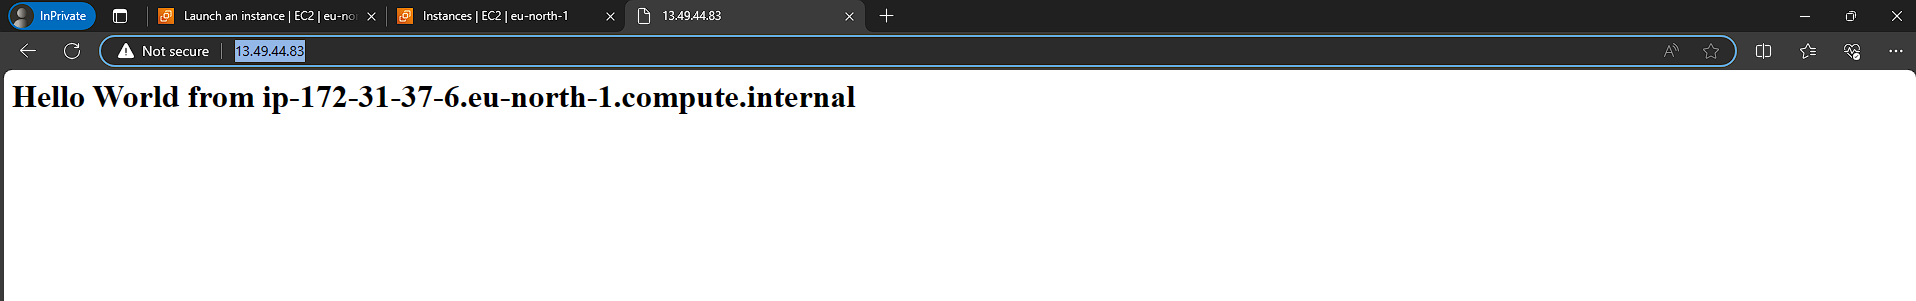 InPrivate
Launch an instance | EC2 | eu-nor
Instances | EC2 | eu-north-1
13.49.44.83
Not secure
13.49.44.83
Hello World from ip-172-31-37-6.eu-north-1.compute.internal